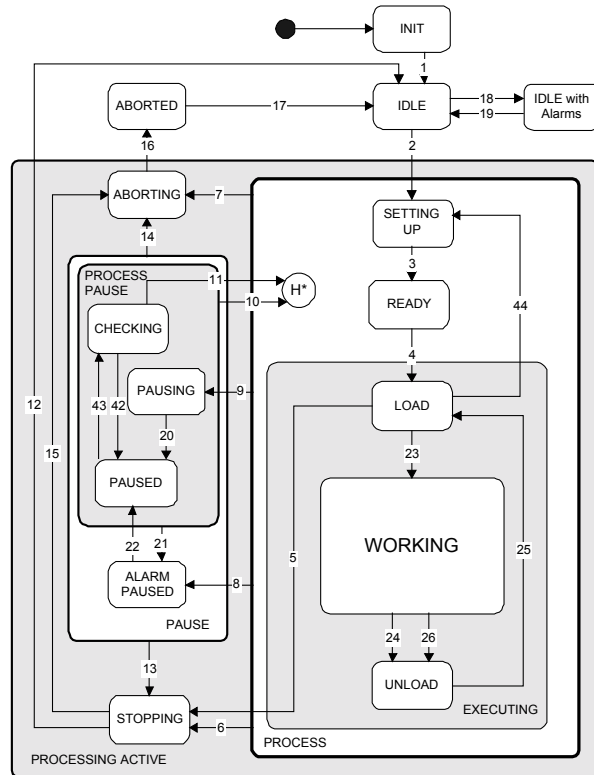 INIT
1
ABORTED
17
IDLE
18
19
IDLE with
Alarms
16
2
ABORTING
7
SETTING
UP
14
3
PROCESS
PAUSE
11
10
H*
READY
44
CHECKING
4
12
15
43
42
PAUSING
9
LOAD
20
23
PAUSED
WORKING
22
21
5
25
ALARM
PAUSED
8
PAUSE
24
26
13
UNLOAD
STOPPING
6
EXECUTING
PROCESS
PROCESSING ACTIVE